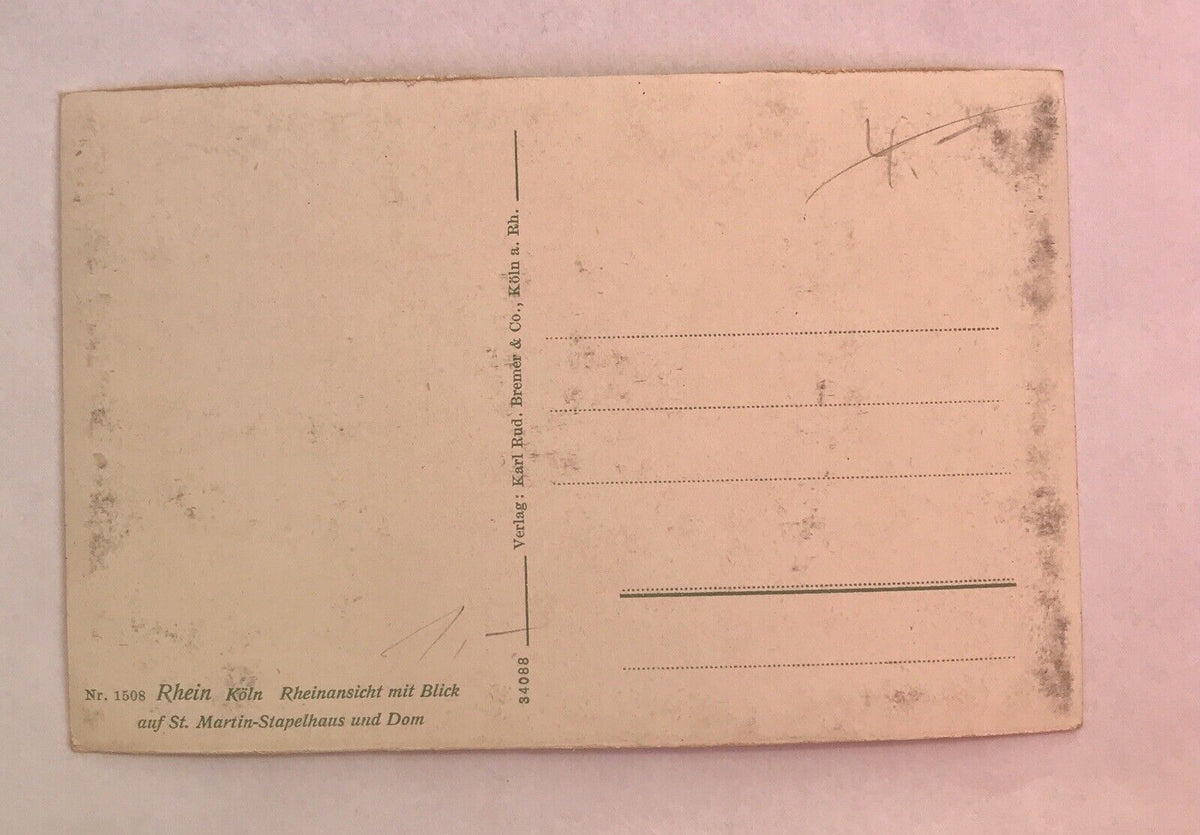 4.-
Verlag: Karl Rud. Bremer & Co., Köln a. Rh.
34088
1,-
Nr. 1508 Rhein Köln Rheinansicht mit Blick
auf St. Martin-Stapelhaus und Dom